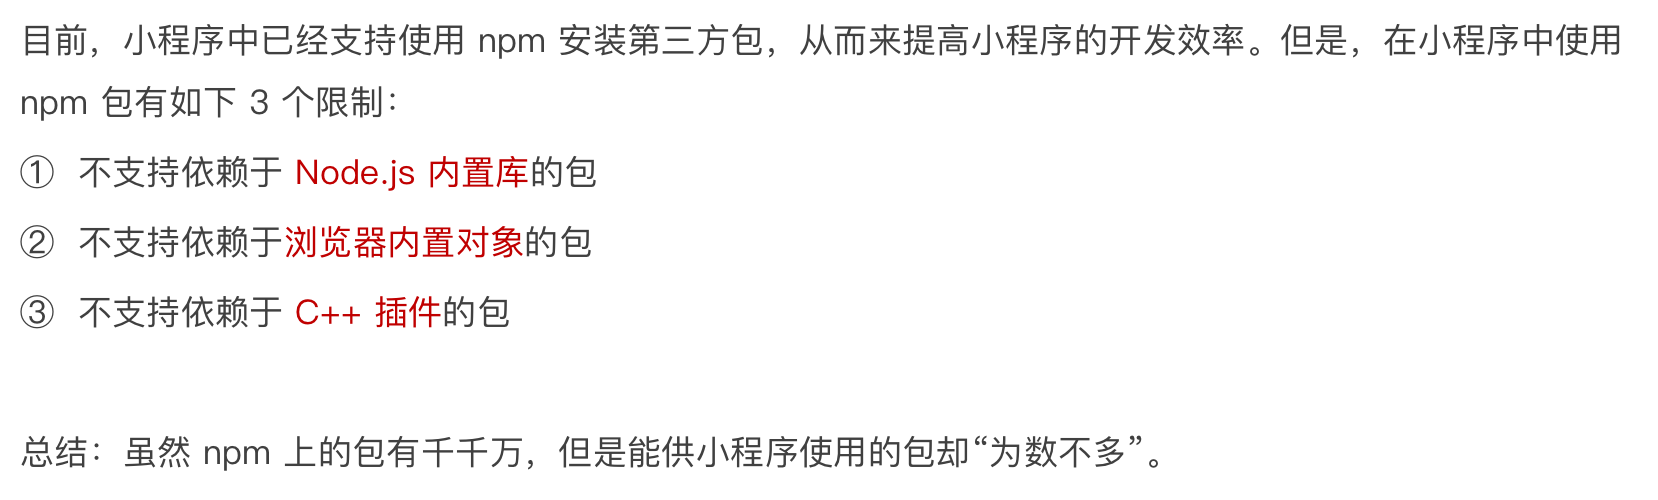 目前，小程序中已经支持使用 npm 安装第三方包，从而来提高小程序的开发效率。但是，在小程序中使用
npm 包有如下 3 个限制：
① 不支持依赖于 Node.js 内置库的包
② 不支持依赖于浏览器内置对象的包
③ 不支持依赖于 C++ 插件的包
总结：虽然 npm 上的包有千千万，但是能供小程序使用的包却“为数不多”。